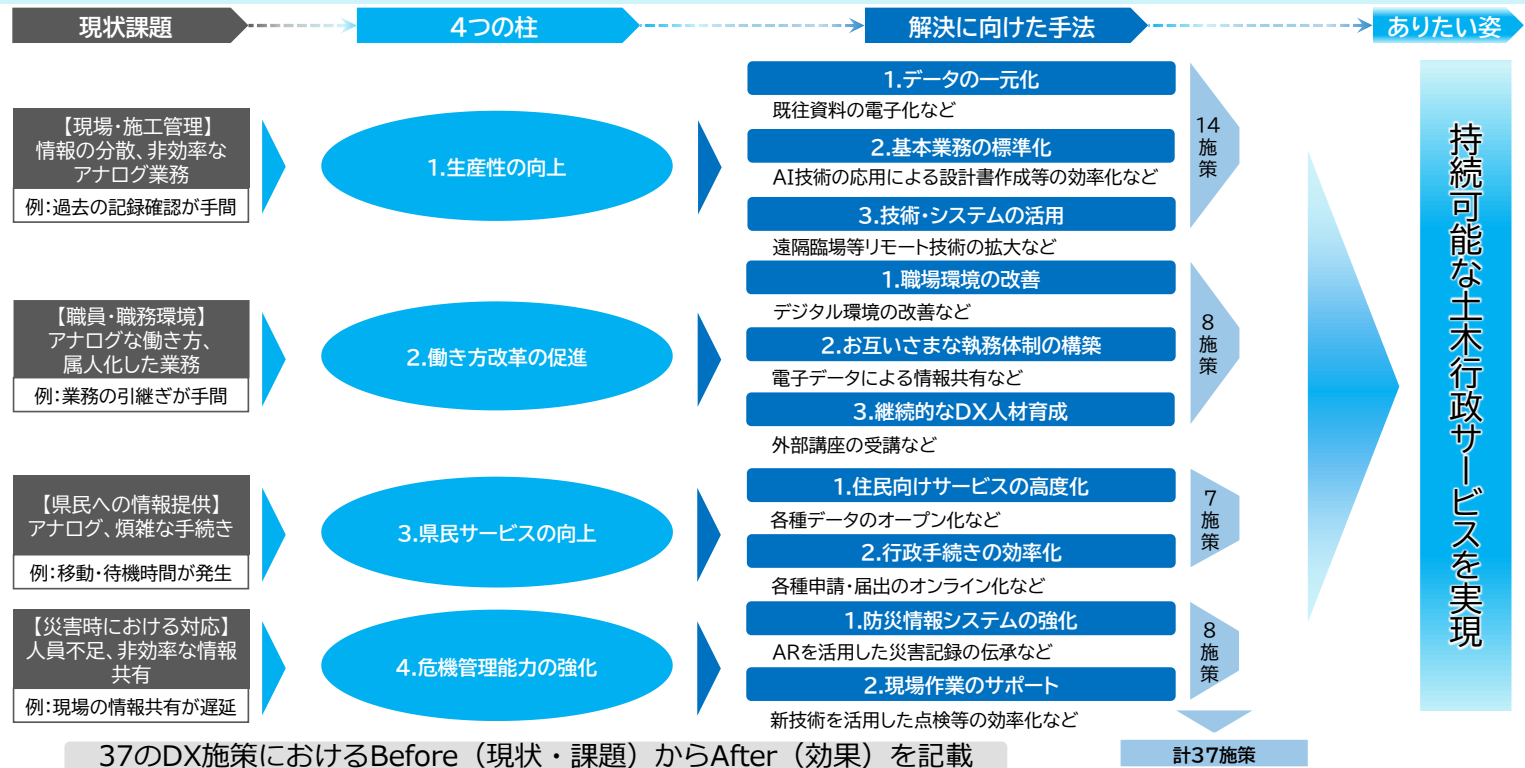 現状課題
4つの柱
解決に向けた手法
ありたい姿
【現場・施工管理】
情報の分散、非効率な
アナログ業務
例:過去の記録確認が手間
1.生産性の向上
1.データの一元化
既往資料の電子化など
2.基本業務の標準化
AI技術の応用による設計書作成等の効率化など
3.技術・システムの活用
遠隔臨場等リモート技術の拡大など
14施策
【職員・職務環境】
アナログな働き方、
属人化した業務
例:業務の引継ぎが手間
2.働き方改革の促進
1.職場環境の改善
デジタル環境の改善など
2.お互いさまな執務体制の構築
電子データによる情報共有など
3.継続的なDX人材育成
外部講座の受講など
8施策
【県民への情報提供】
アナログ、煩雑な手続き
例:移動・待機時間が発生
3.県民サービスの向上
1.住民向けサービスの高度化
各種データのオープン化など
2.行政手続きの効率化
各種申請・届出のオンライン化など
7施策
【災害時における対応】
人員不足、非効率な情報
共有
例:現場の情報共有が遅延
4.危機管理能力の強化
1.防災情報システムの強化
ARを活用した災害記録の伝承など
2.現場作業のサポート
新技術を活用した点検等の効率化など
8施策
計37施策
持続可能な土木行政サービスを実現
37のDX施策におけるBefore(現状・課題)からAfter(効果)を記載